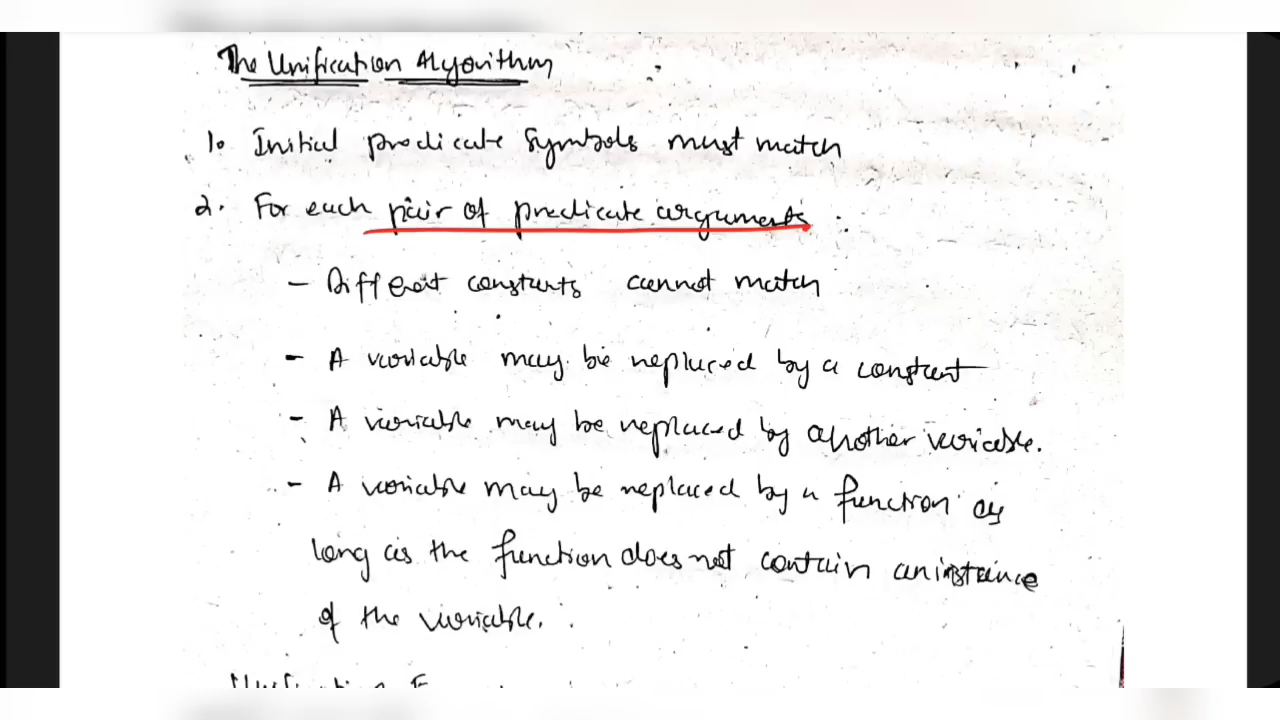 The Unification Algorithm
1. Initial predicate symbols must match
2. For each pair of predicate arguments :
- Different constants cannot match
- A variable may be replaced by a constant
- A variable may be replaced by another variable.
- A variable may be replaced by a function as
long as the function does not contain an instance
of the variable.